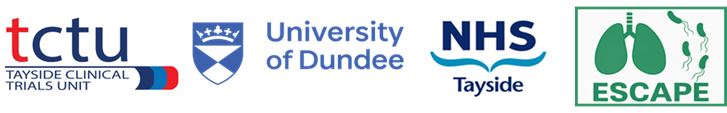 tctu
TAYSIDE CLINICAL
TRIALS UNIT
University
of Dundee
NHS
Tayside
ESCAPE